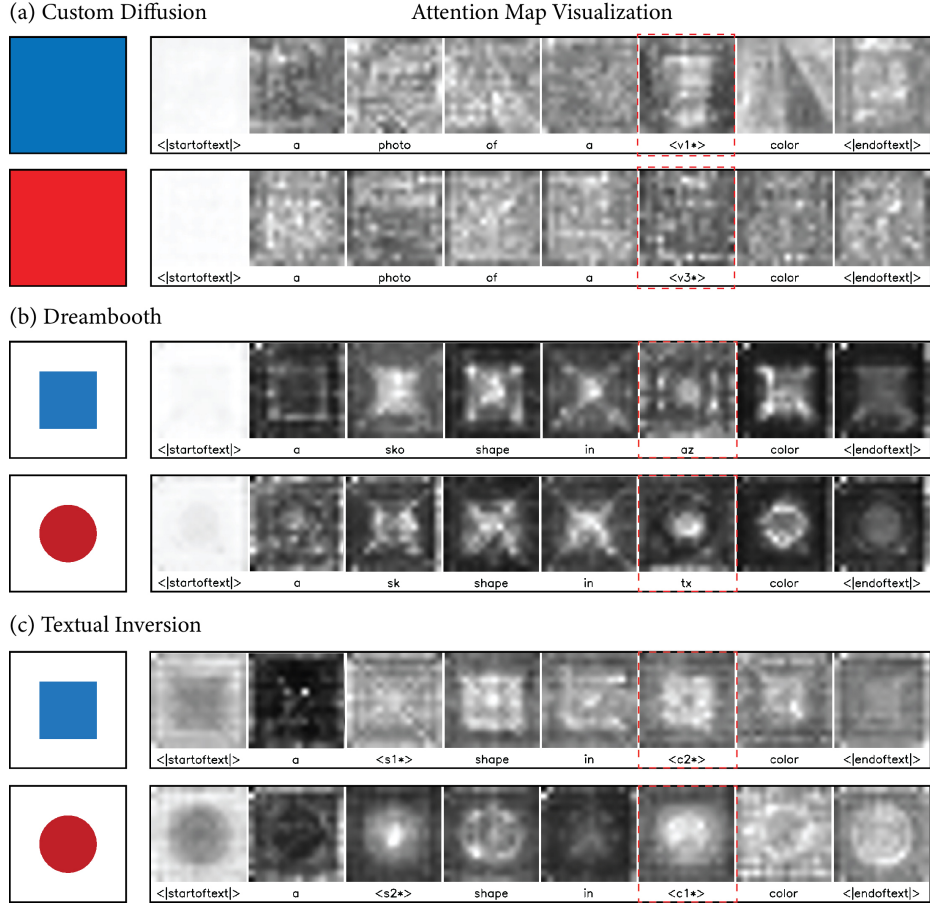 (a) Custom Diffusion Attention Map Visualization
<|startoftext|> a photo of a <v1*> color <|endoftext|>
<|startoftext|> a photo of a <v3*> color <|endoftext|>
(b) Dreambooth
<|startoftext|> a sko shape in az color <|endoftext|>
<|startoftext|> a sk shape in tx color <|endoftext|>
(c) Textual Inversion
<|startoftext|> a <s1*> shape in <c2*> color <|endoftext|>
<|startoftext|> a <s2*> shape in <c1*> color <|endoftext|>